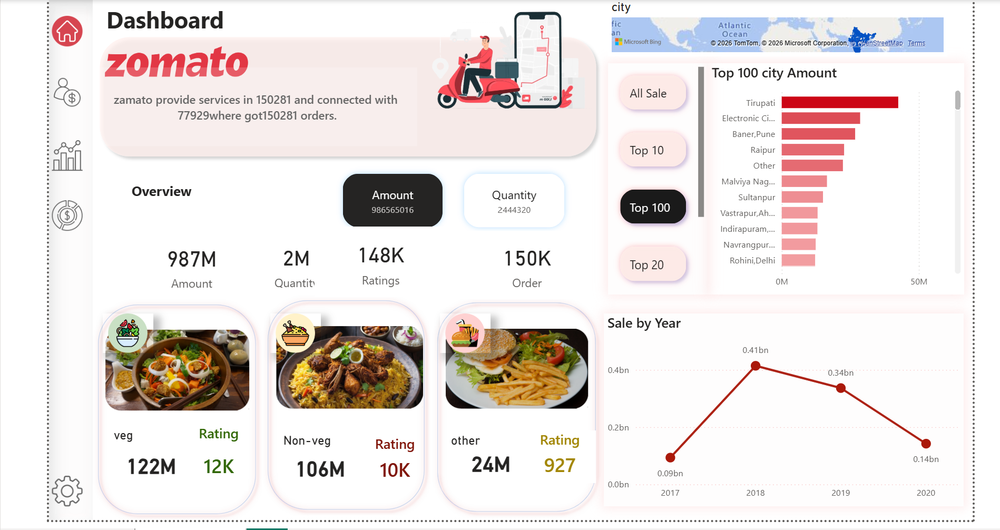 Dashboard
zomato
zamato provide services in 150281 and connected with
77929where got150281 orders.
city
fic
an
Atlantic
Ocean
Microsoft Bing
© 2026 TomTom, © 2026 Microsoft Corporation, © OpenStreetMap Terms
All Sale
Top 10
Top 100
Top 20
Top 100 city Amount
Tirupati
Electronic Ci...
Baner,Pune
Raipur
Other
Malviya Nag...
Sultanpur
Vastrapur,Ah...
Indirapuram,...
Navrangpur...
Rohini,Delhi
0M 50M
Overview
Amount
986565016
Quantity
2444320
987M
Amount
2M
Quantity
148K
Ratings
150K
Order
veg
Rating
122M
12K
Non-veg
Rating
106M
10K
other
Rating
24M
927
Sale by Year
0.4bn
0.2bn
0.0bn
0.09bn
0.41bn
0.34bn
0.14bn
2017 2018 2019 2020